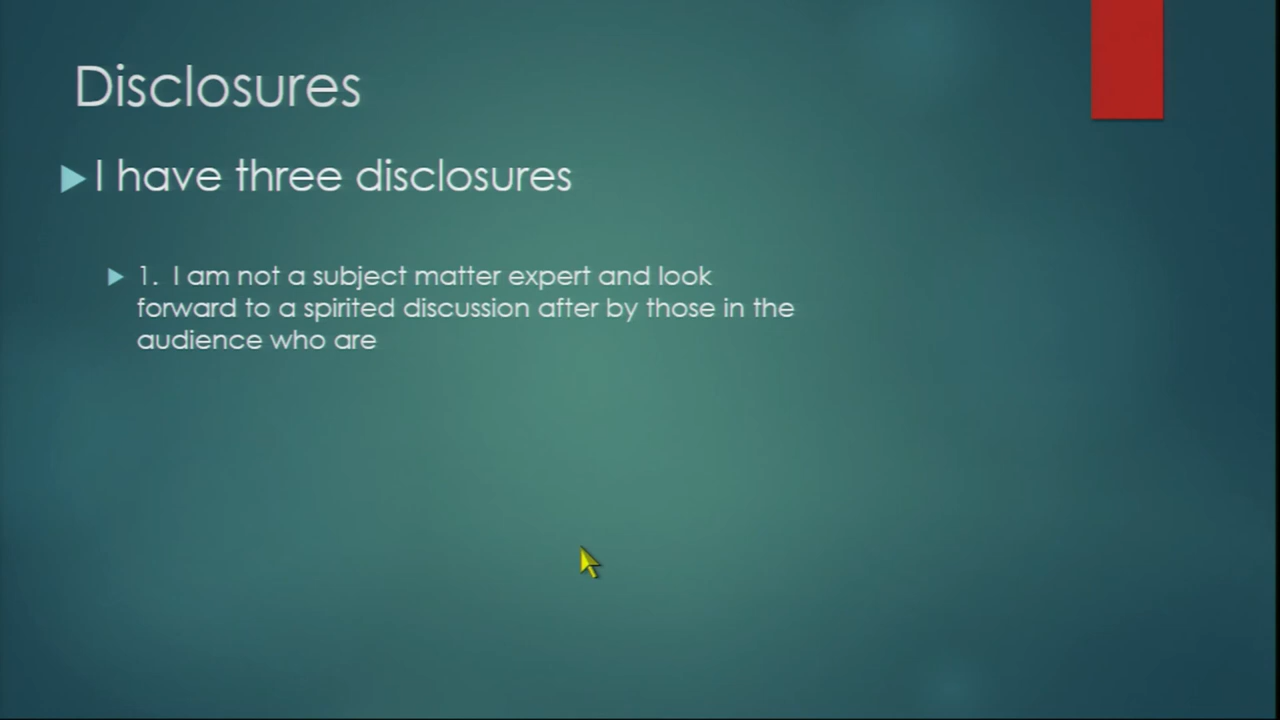 Disclosures
I have three disclosures
1. I am not a subject matter expert and look
forward to a spirited discussion after by those in the
audience who are